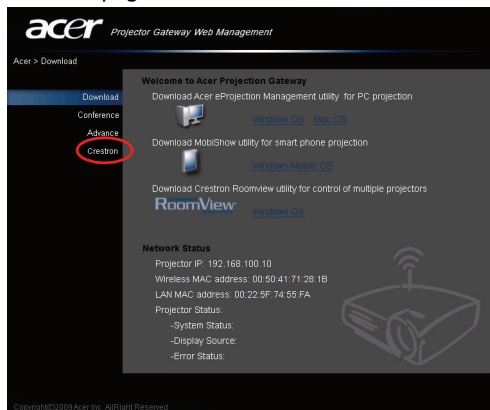 acer Projector Gateway Web Management
Acer > Download
Download
Conference
Advance
Crestron
Welcome to Acer Projection Gateway
Download Acer eProjection Management utility for PC projection
Windows OS Mac OS
Download MobiShow utility for smart phone projection
Windows Mobile OS
Download Crestron Roomview utility for control of multiple projectors
RoomView Windows OS
Network Status
Projector IP: 192.168.100.10
Wireless MAC address: 00:50:41:71:28:1B
LAN MAC address: 00:22:5F:74:55:FA
Projector Status:
-System Status:
-Display Source:
-Error Status:
Copyright©2009 Acer Inc. AllRight Reserved